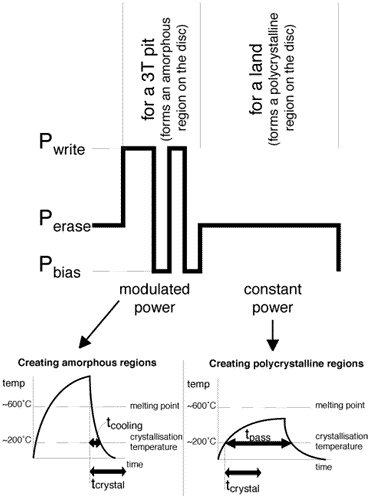 for a 3T pit
(forms an amorphous
region on the disc)
for a land
(forms a polycrystalline
region on the disc)
Pwrite
Perase
Pbias
modulated
power
constant
power
Creating amorphous regions
temp
~600°C
melting point
tcooling
~200°C
crystallisation
temperature
time
tcrystal
Creating polycrystalline regions
temp
~600°C
melting point
tpass
~200°C
crystallisation
temperature
time
tcrystal